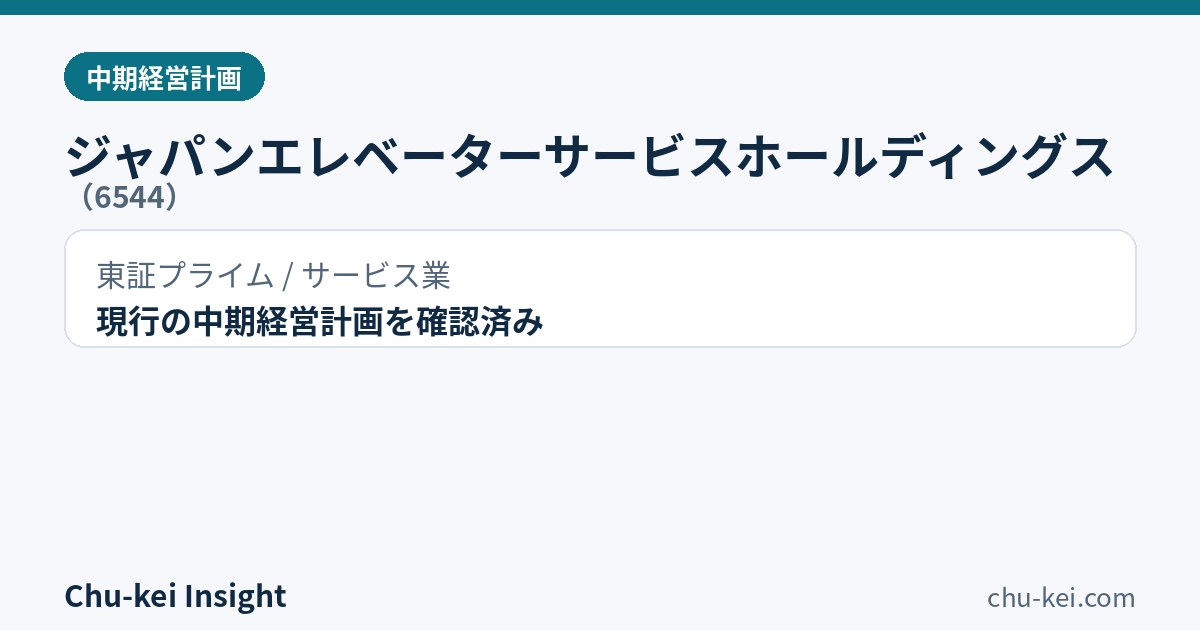 中期経営計画
ジャパンエレベーターサービスホールディングス
（6544）
東証プライム / サービス業
現行の中期経営計画を確認済み
Chu-kei Insight
chu-kei.com